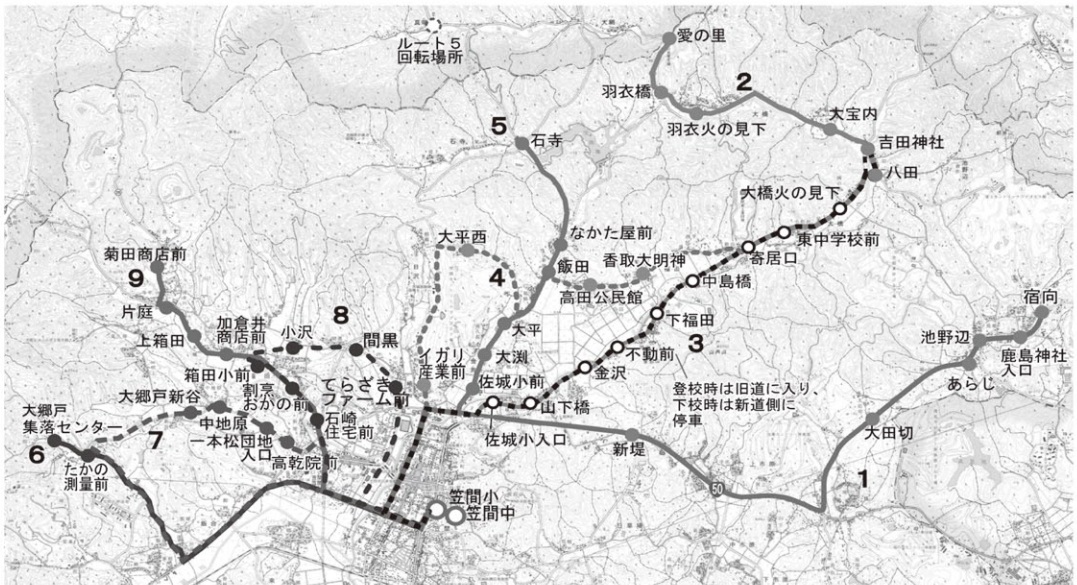 ルート5
回転場所
愛の里
2
羽衣橋
羽衣火の見下
大宝内
5
石寺
吉田神社
八田
大橋火の見下
なかた屋前
東中学校前
大平西
香取大明神
寄居口
菊田商店前
飯田
4
中島橋
9
高田公民館
宿向
片庭
加倉井
商店前
小沢
8
下福田
池野辺
上箱田
間黒
大平
3
鹿島神社
入口
不動前
イガリ
産業前
大渕
あらじ
箱田小前
割烹
おかの前
てらざき
ファーム前
佐城小前
金沢
登校時は旧道に入り、
下校時は新道側に
停車
大郷戸新谷
大郷戸
集落センター
中地原
石崎
住宅前
山下橋
大田切
7
一本松団地
入口
佐城小入口
6
高乾院前
新堤
たかの
測量前
1
50
笠間小
笠間中